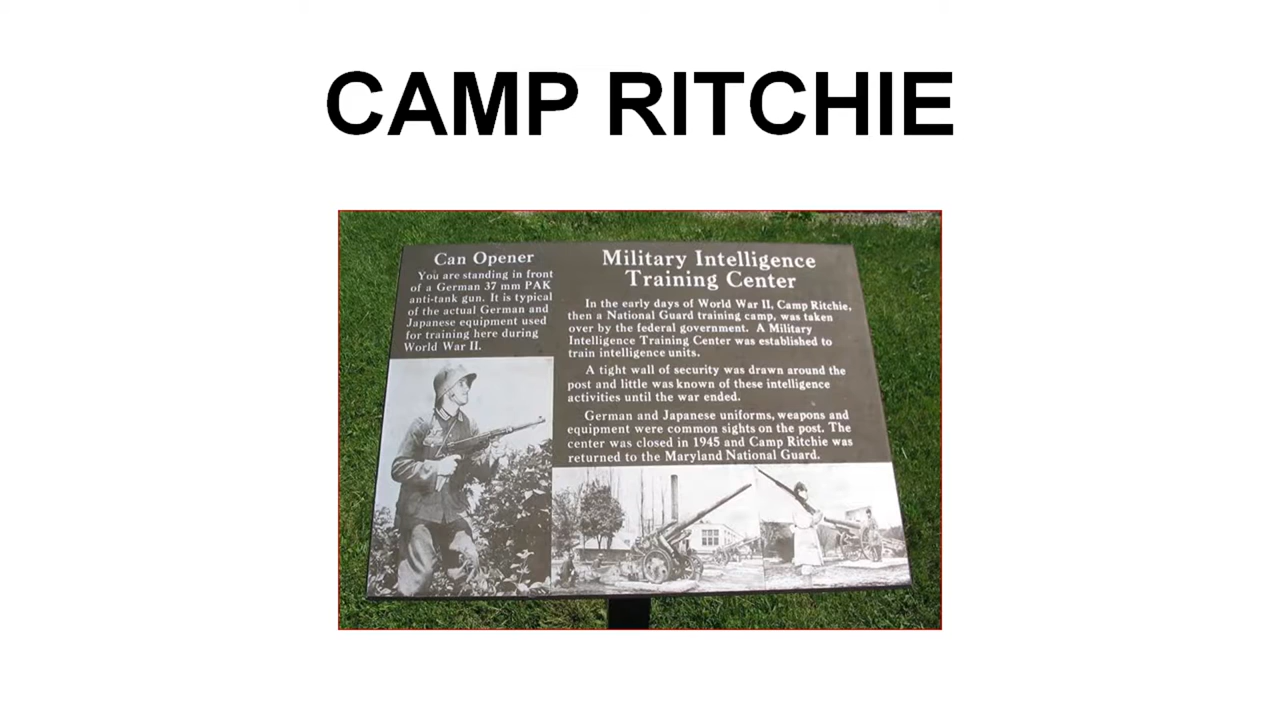 CAMP RITCHIE
Can Opener
You are standing in front
of a German 37 mm PAK
anti-tank gun. It is typical
of the actual German and
Japanese equipment used
for training here during
World War II.
Military Intelligence
Training Center
In the early days of World War II, Camp Ritchie,
then a National Guard training camp, was taken
over by the federal government. A Military
Intelligence Training Center was established to
train intelligence units.
A tight wall of security was drawn around the
post and little was known of these intelligence
activities until the war ended.
German and Japanese uniforms, weapons and
equipment were common sights on the post. The
center was closed in 1945 and Camp Ritchie was
returned to the Maryland National Guard.